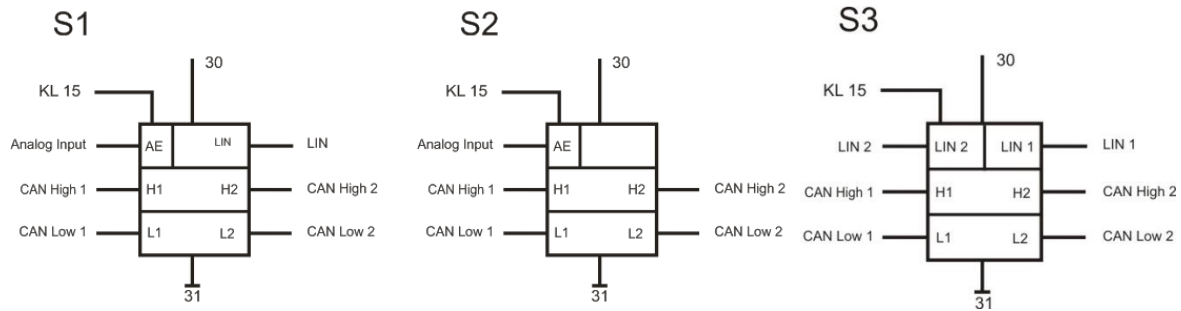 S1
30
KL 15
Analog Input
AE
LIN
LIN
CAN High 1
H1
H2
CAN High 2
CAN Low 1
L1
L2
CAN Low 2
31
S2
30
KL 15
Analog Input
AE
CAN High 1
H1
H2
CAN High 2
CAN Low 1
L1
L2
CAN Low 2
31
S3
30
KL 15
LIN 2
LIN 2
LIN 1
LIN 1
CAN High 1
H1
H2
CAN High 2
CAN Low 1
L1
L2
CAN Low 2
31